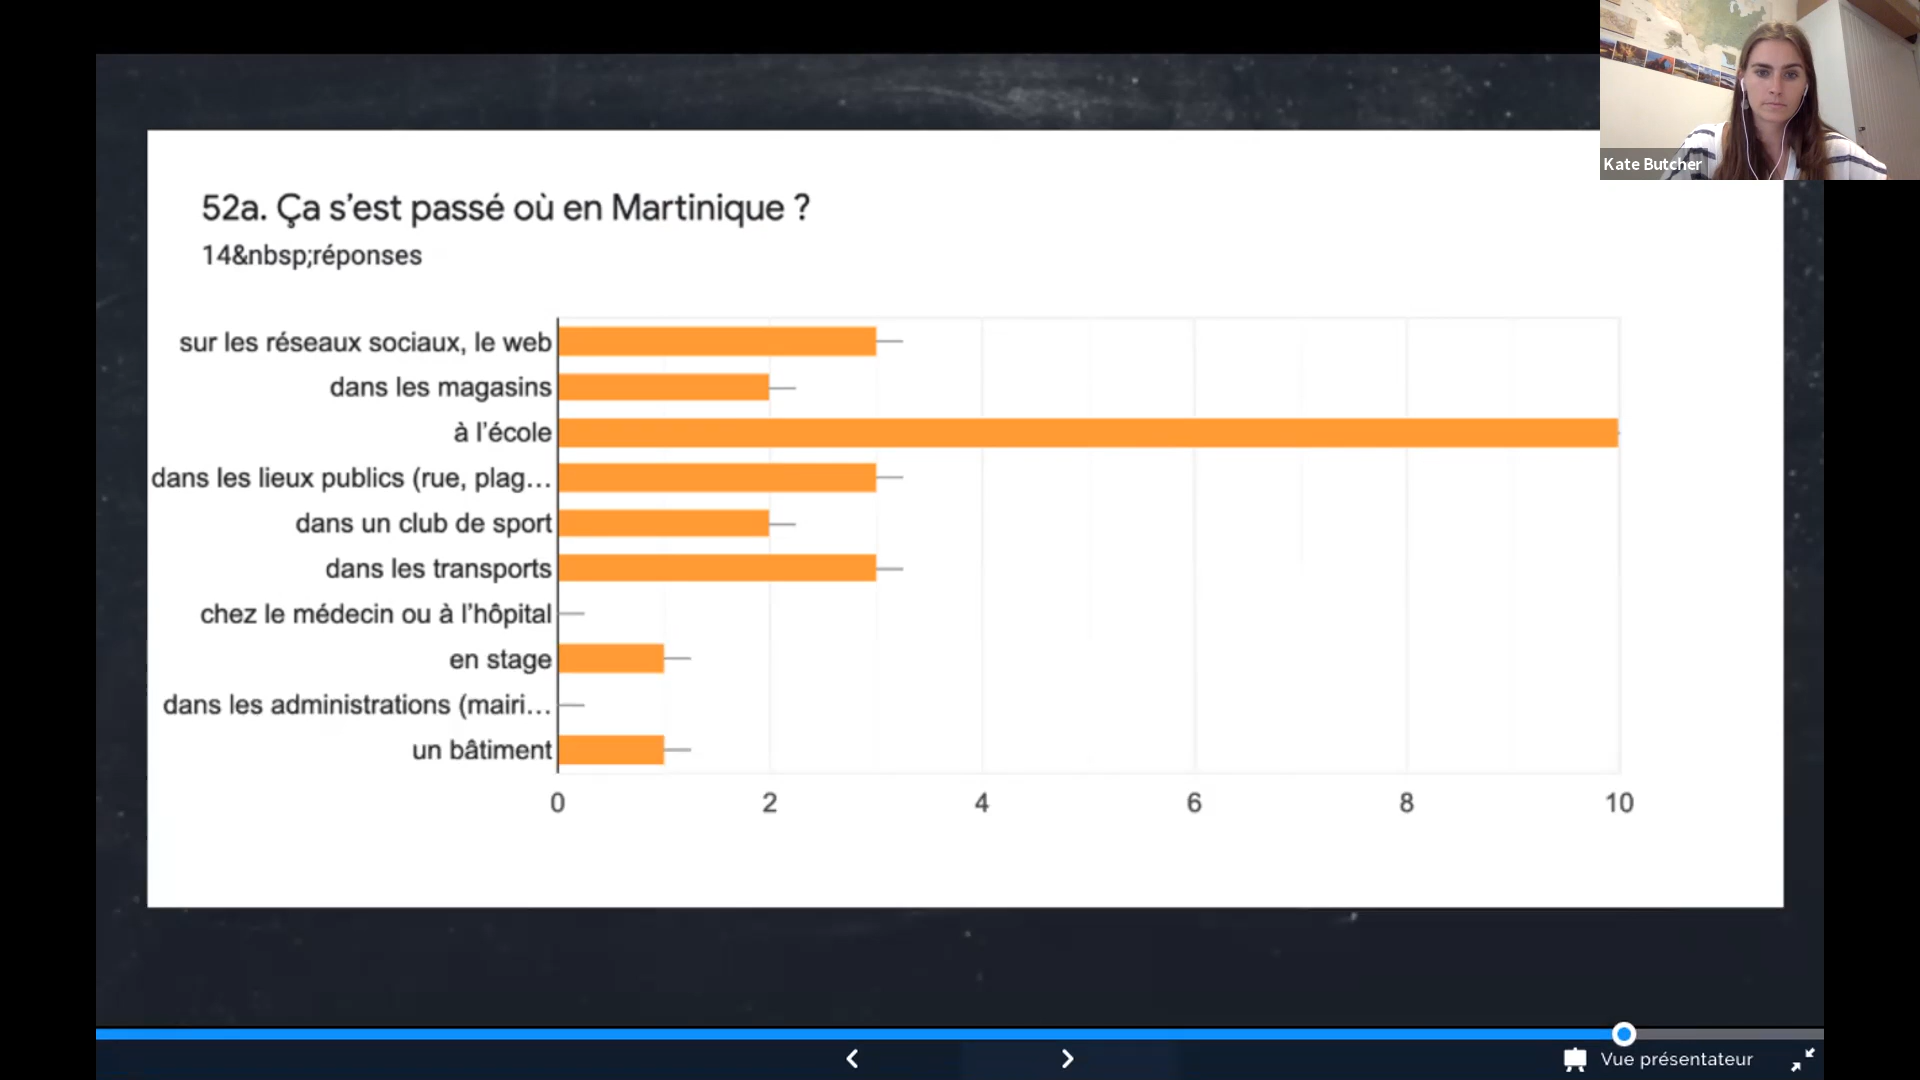 Kate Butcher
52a. Ça s’est passé où en Martinique ?
14&nbsp;réponses
sur les réseaux sociaux, le web
dans les magasins
à l’école
dans les lieux publics (rue, plag...
dans un club de sport
dans les transports
chez le médecin ou à l’hôpital
en stage
dans les administrations (mairi...
un bâtiment
0 2 4 6 8 10
Vue présentateur